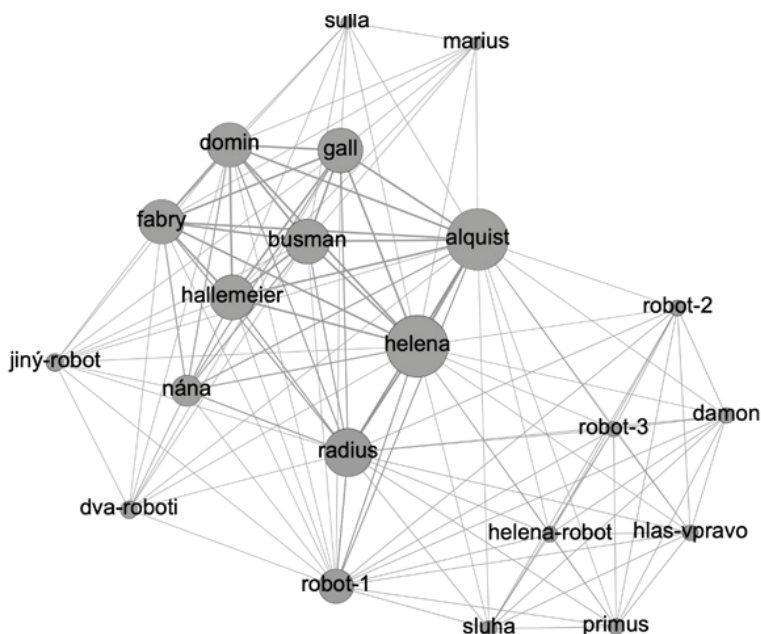 sulla
marius
domin
gall
fabry
busman
alquist
hallemeier
robot-2
helena
jiný-robot
nána
damon
robot-3
radius
dva-roboti
helena-robot
hlas-vpravo
robot-1
sluha
primus